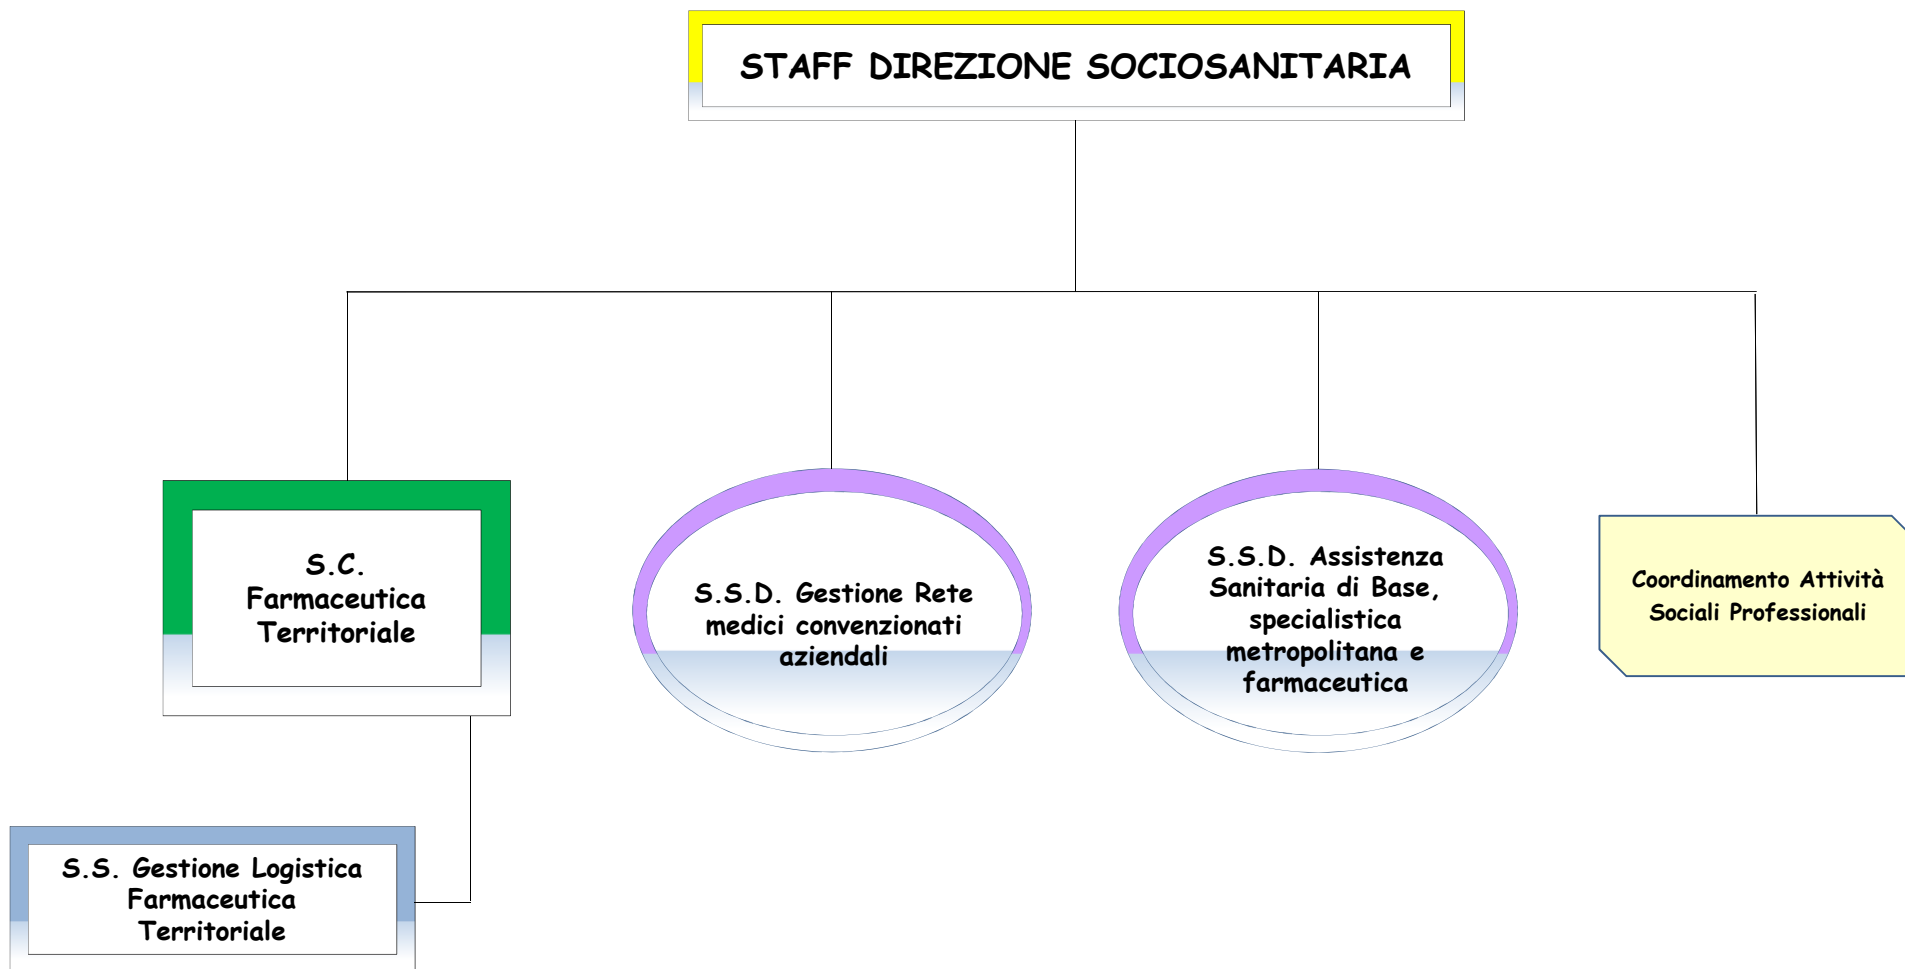 STAFF DIREZIONE SOCIOSANITARIA
S.C.
Farmaceutica
Territoriale
S.S.D. Gestione Rete
medici convenzionati
aziendali
S.S.D. Assistenza
Sanitaria di Base,
specialistica
metropolitana e
farmaceutica
Coordinamento Attività
Sociali Professionali
S.S. Gestione Logistica
Farmaceutica
Territoriale